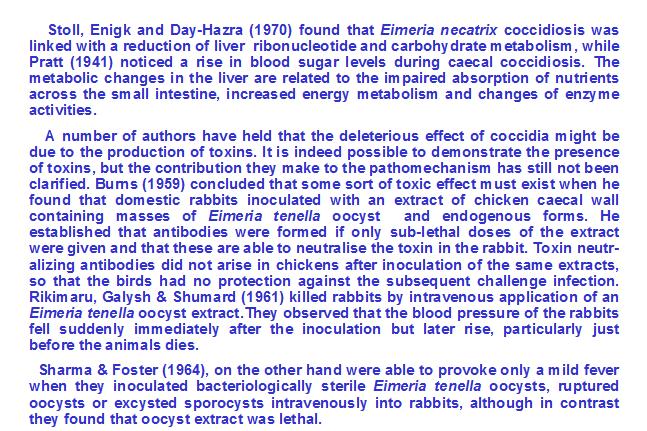 Stoll, Enigk and Day-Hazra (1970) found that Eimeria necatrix coccidiosis was
linked with a reduction of liver ribonucleotide and carbohydrate metabolism, while
Pratt (1941) noticed a rise in blood sugar levels during caecal coccidiosis. The
metabolic changes in the liver are related to the impaired absorption of nutrients
across the small intestine, increased energy metabolism and changes of enzyme
activities.
A number of authors have held that the deleterious effect of coccidia might be
due to the production of toxins. It is indeed possible to demonstrate the presence
of toxins, but the contribution they make to the pathomechanism has still not been
clarified. Burns (1959) concluded that some sort of toxic effect must exist when he
found that domestic rabbits inoculated with an extract of chicken caecal wall
containing masses of Eimeria tenella oocyst and endogenous forms. He
established that antibodies were formed if only sub-lethal doses of the extract
were given and that these are able to neutralise the toxin in the rabbit. Toxin neutr-
alizing antibodies did not arise in chickens after inoculation of the same extracts,
so that the birds had no protection against the subsequent challenge infection.
Rikimaru, Galysh & Shumard (1961) killed rabbits by intravenous application of an
Eimeria tenella oocyst extract.They observed that the blood pressure of the rabbits
fell suddenly immediately after the inoculation but later rise, particularly just
before the animals dies.
Sharma & Foster (1964), on the other hand were able to provoke only a mild fever
when they inoculated bacteriologically sterile Eimeria tenella oocysts, ruptured
oocysts or excysted sporocysts intravenously into rabbits, although in contrast
they found that oocyst extract was lethal.